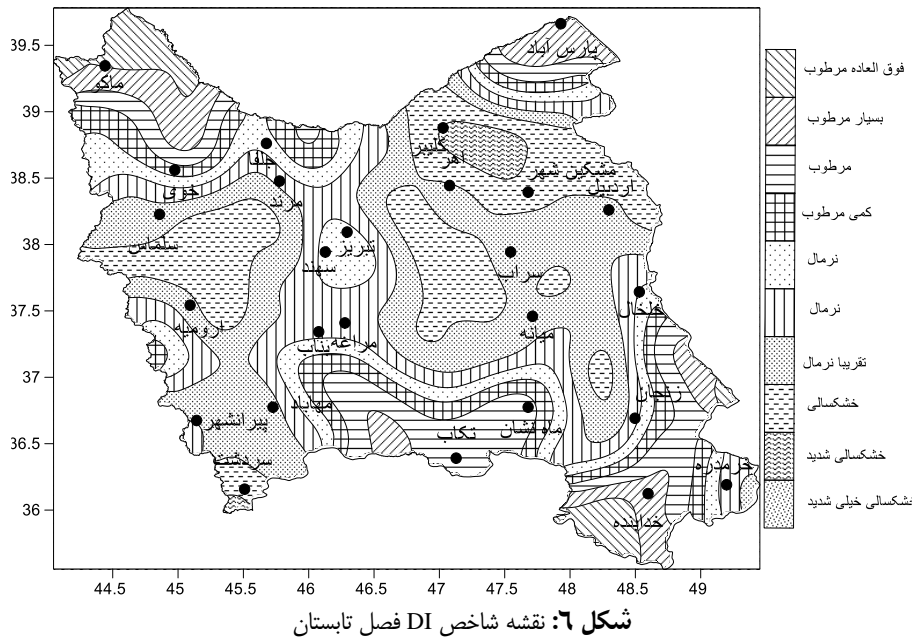 39.5
39
38.5
38
37.5
37
36.5
36
44.5
45
45.5
46
46.5
47
47.5
48
48.5
49
پارس آباد
ماکو
کلیبر
اهر
مشکین شهر
اردبیل
جلفا
خوی
مرند
سلماس
تبریز
سهند
سراب
ارومیه
خلخال
میانه
مراغه
بناب
زنجان
مهاباد
پیرانشهر
ماه نشان
تکاب
سردشت
خرمدره
خدابنده
فوق العاده مرطوب
بسیار مرطوب
مرطوب
کمی مرطوب
نرمال
نرمال
تقریبا نرمال
خشکسالی
خشکسالی شدید
خشکسالی خیلی شدید
شکل ٦: نقشه شاخص DI فصل تابستان